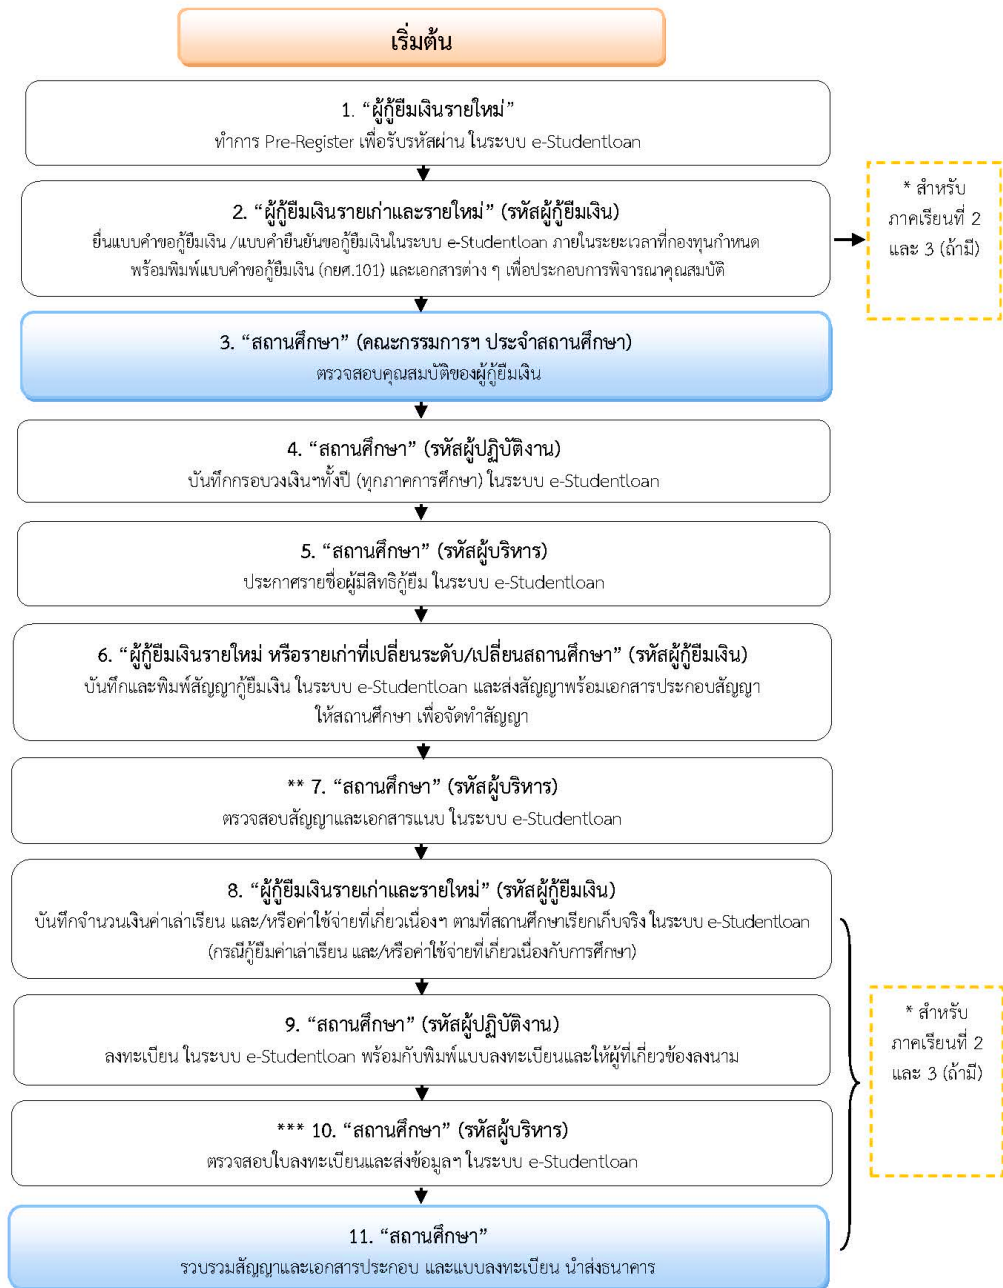 เริ่มต้น
1. “ผู้กู้ยืมเงินรายใหม่”
ทำการ Pre-Register เพื่อรับรหัสผ่าน ในระบบ e-Studentloan
2. “ผู้กู้ยืมเงินรายเก่าและรายใหม่” (รหัสผู้กู้ยืมเงิน)
ยื่นแบบคำขอกู้ยืมเงิน /แบบคำยืนยันขอกู้ยืมเงินในระบบ e-Studentloan ภายในระยะเวลาที่กองทุนกำหนด
พร้อมพิมพ์แบบคำขอกู้ยืมเงิน (กยศ.101) และเอกสารต่าง ๆ เพื่อประกอบการพิจารณาคุณสมบัติ
* สำหรับ
ภาคเรียนที่ 2
และ 3 (ถ้ามี)
3. “สถานศึกษา” (คณะกรรมการฯ ประจำสถานศึกษา)
ตรวจสอบคุณสมบัติของผู้กู้ยืมเงิน
4. “สถานศึกษา” (รหัสผู้ปฏิบัติงาน)
บันทึกกรอบวงเงินฯทั้งปี (ทุกภาคการศึกษา) ในระบบ e-Studentloan
5. “สถานศึกษา” (รหัสผู้บริหาร)
ประกาศรายชื่อผู้มีสิทธิกู้ยืม ในระบบ e-Studentloan
6. “ผู้กู้ยืมเงินรายใหม่ หรือรายเก่าที่เปลี่ยนระดับ/เปลี่ยนสถานศึกษา” (รหัสผู้กู้ยืมเงิน)
บันทึกและพิมพ์สัญญากู้ยืมเงิน ในระบบ e-Studentloan และส่งสัญญาพร้อมเอกสารประกอบสัญญา
ให้สถานศึกษา เพื่อจัดทำสัญญา
** 7. “สถานศึกษา” (รหัสผู้บริหาร)
ตรวจสอบสัญญาและเอกสารแนบ ในระบบ e-Studentloan
8. “ผู้กู้ยืมเงินรายเก่าและรายใหม่” (รหัสผู้กู้ยืมเงิน)
บันทึกจำนวนเงินค่าเล่าเรียน และ/หรือค่าใช้จ่ายที่เกี่ยวเนื่องฯ ตามที่สถานศึกษาเรียกเก็บจริง ในระบบ e-Studentloan
(กรณีกู้ยืมค่าเล่าเรียน และ/หรือค่าใช้จ่ายที่เกี่ยวเนื่องกับการศึกษา)
9. “สถานศึกษา” (รหัสผู้ปฏิบัติงาน)
ลงทะเบียน ในระบบ e-Studentloan พร้อมกับพิมพ์แบบลงทะเบียนและให้ผู้ที่เกี่ยวข้องลงนาม
* สำหรับ
ภาคเรียนที่ 2
และ 3 (ถ้ามี)
*** 10. “สถานศึกษา” (รหัสผู้บริหาร)
ตรวจสอบใบลงทะเบียนและส่งข้อมูลฯ ในระบบ e-Studentloan
11. “สถานศึกษา”
รวบรวมสัญญาและเอกสารประกอบ และแบบลงทะเบียน นำส่งธนาคาร